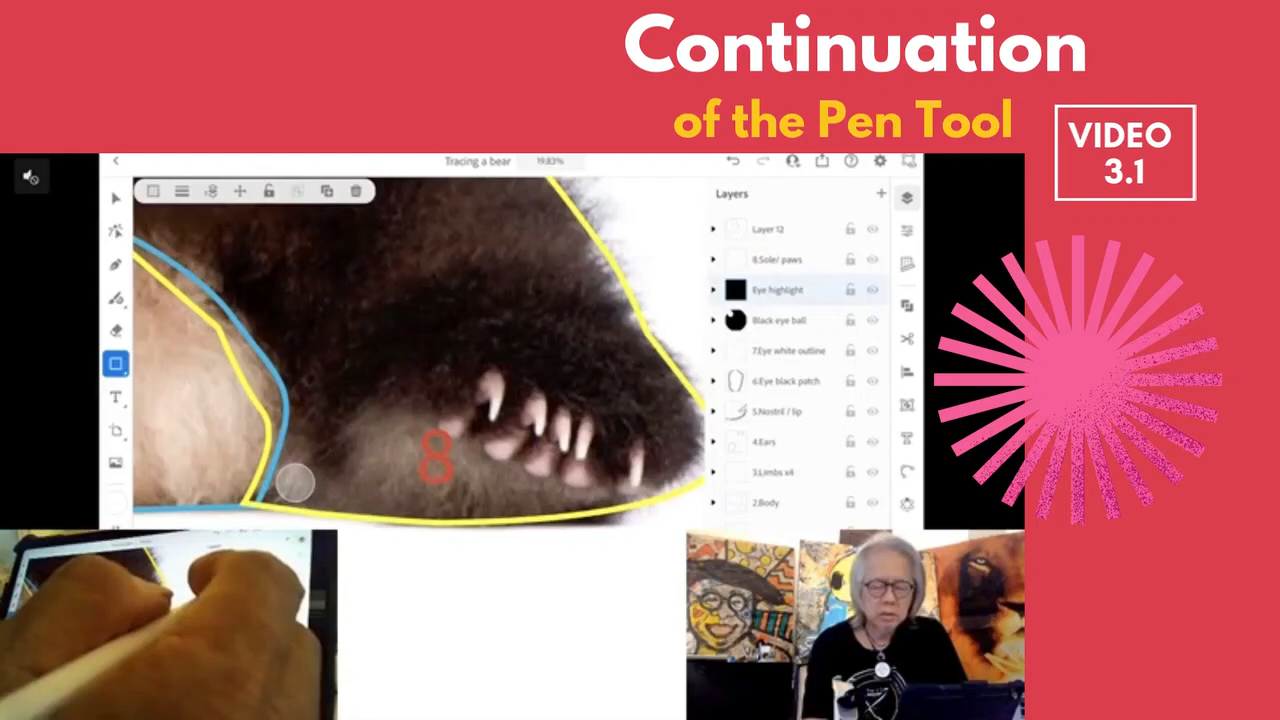 Continuation
of the Pen Tool
VIDEO
3.1
Tracing a bear
19.83%
Layers
Layer 12
8.Sole/ paws
Eye highlight
Black eye ball
7.Eye white outline
6.Eye black patch
5.Nostril / lip
4.Ears
3.Limbs x4
2.Body
8
T